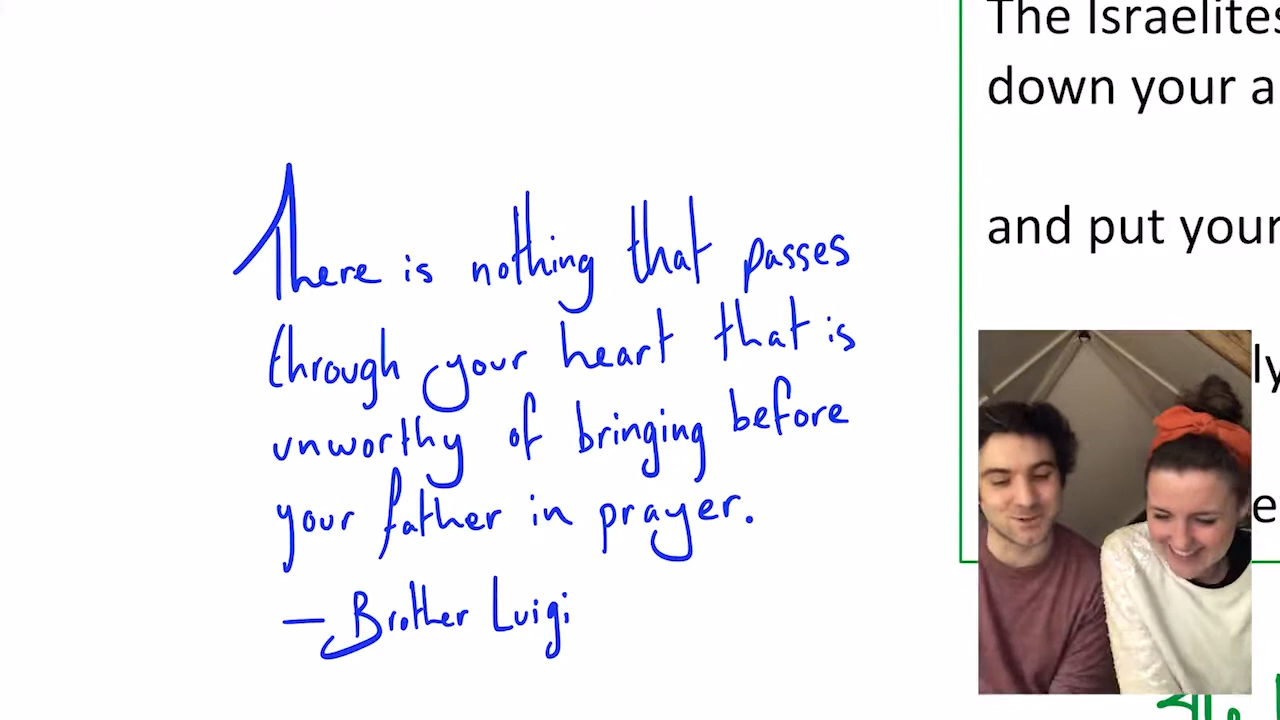 There is nothing that passes
through your heart that is
unworthy of bringing before
your father in prayer.
— Brother Luigi
The Israelites
down your a
and put your
ly
e